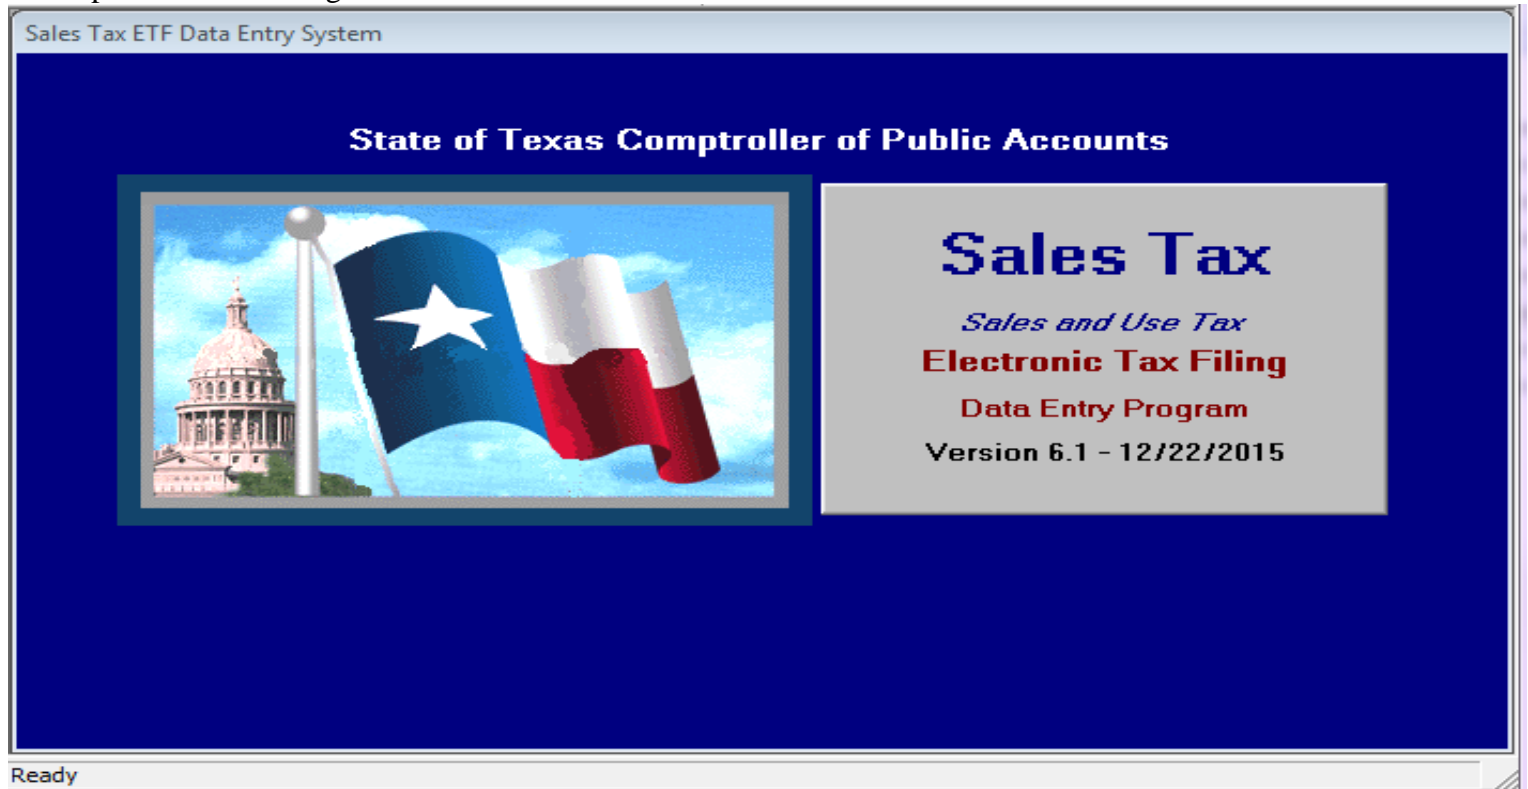 Sales Tax ETF Data Entry System
State of Texas Comptroller of Public Accounts
Sales Tax
Sales and Use Tax
Electronic Tax Filing
Data Entry Program
Version 6.1 - 12/22/2015
Ready